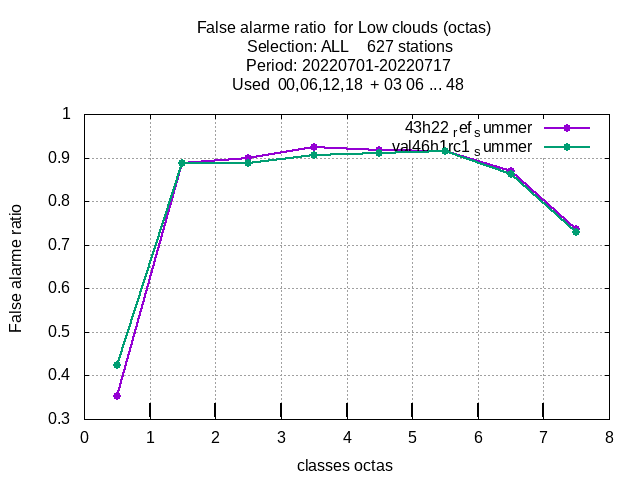 False alarme ratio  for Low clouds (octas)
Selection: ALL    627 stations
Period: 20220701-20220717
Used  00,06,12,18  + 03 06 ... 48
43h22 ref summer
val46h1rc1 summer
1
0.9
0.8
0.7
0.6
0.5
0.4
0.3
False alarme ratio
0 1 2 3 4 5 6 7 8
classes octas